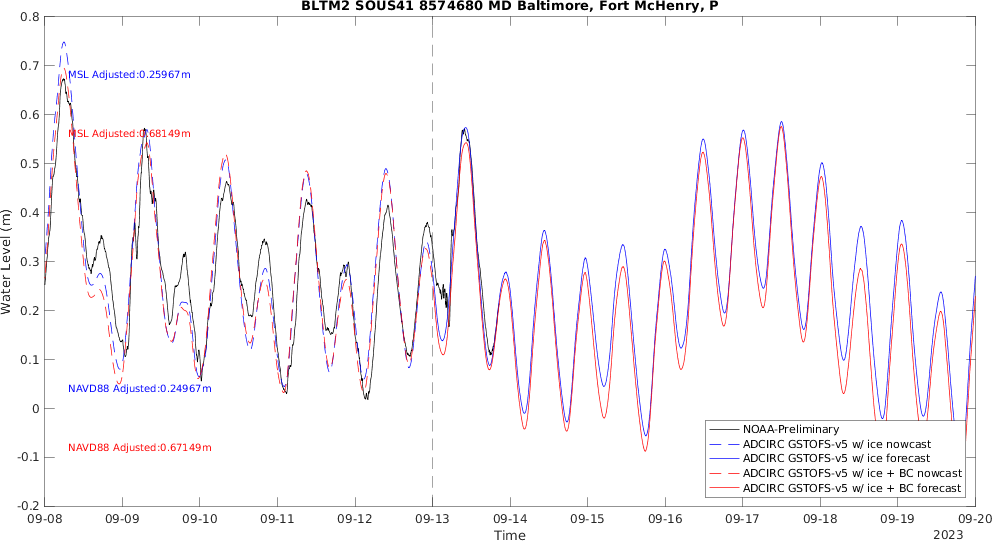 BLTM2 SOUS41 8574680 MD Baltimore, Fort McHenry, P
0.8
0.7
0.6
0.5
0.4
0.3
0.2
0.1
0
-0.1
-0.2
Water Level (m)
MSL Adjusted:0.25967m
MSL Adjusted:0.68149m
NAVD88 Adjusted:0.24967m
NAVD88 Adjusted:0.67149m
NOAA-Preliminary
ADCIRC GSTOFS-v5 w/ ice nowcast
ADCIRC GSTOFS-v5 w/ ice forecast
ADCIRC GSTOFS-v5 w/ ice + BC nowcast
ADCIRC GSTOFS-v5 w/ ice + BC forecast
09-08 09-09 09-10 09-11 09-12 09-13 09-14 09-15 09-16 09-17 09-18 09-19 09-20
Time
2023